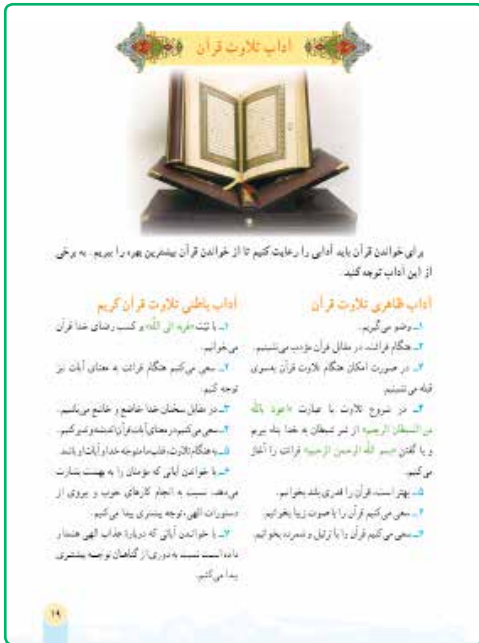 آداب تلاوت قرآن
برای خواندن قرآن باید آدابی را رعایت کنیم تا از خواندن قرآن بیشترین بهره را ببریم. به برخی
از این آداب توجه کنید.
آداب ظاهری تلاوت قرآن
۱ـ وضو می‌گیریم.
۲ـ هنگام قرائت، در مقابل قرآن مؤدب می‌نشینیم.
۳ـ در صورت امکان هنگام تلاوت قرآن به‌سوی
قبله می‌نشینیم.
۴ـ در شروع تلاوت با عبارت «اعوذ بالله
من الشیطان الرجیم» از شر شیطان به خدا پناه ببریم
و با گفتن «بسم الله الرحمن الرحیم» قرائت را آغاز
می‌کنیم.
۵ـ بهتر است، قرآن را قدری بلند بخوانیم.
۶ـ سعی می‌کنیم قرآن را با صوت زیبا بخوانیم.
۷ـ سعی می‌کنیم قرآن را با ترتیل و شمرده بخوانیم.
آداب باطنی تلاوت قرآن کریم
۱ـ با نیّت «قربة الی الله» و کسب رضای خدا قرآن
می‌خوانیم.
۲ـ سعی می‌کنیم هنگام قرائت به معنای آیات نیز
توجه کنیم.
۳ـ در مقابل سخنان خدا خاضع و خاشع می‌باشیم.
۴ـ سعی می‌کنیم در معنای آیات قرآن اندیشه و تدبر کنیم.
۵ـ به هنگام تلاوت، قلب ما متوجه خدا و آیات او باشد.
۶ـ با خواندن آیاتی که مؤمنان را به بهشت بشارت
می‌دهد، نسبت به انجام کارهای خوب و پیروی از
دستورات الهی، توجه بیشتری پیدا می‌کنیم.
۷ـ با خواندن آیاتی که دربارهٔ عذاب الهی هشدار
داده است نسبت به دوری از گناهان توجه بیشتری
پیدا می‌کنیم.
۱۹